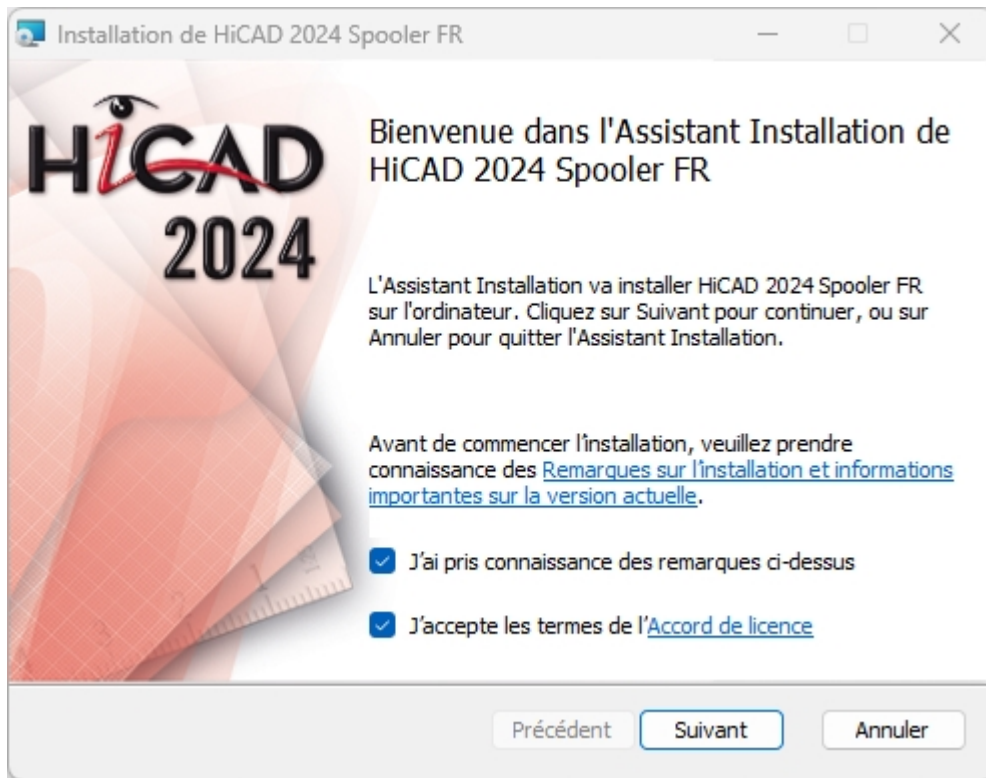 Installation de HiCAD 2024 Spooler FR
HiCAD
2024
Bienvenue dans l'Assistant Installation de
HiCAD 2024 Spooler FR
L'Assistant Installation va installer HiCAD 2024 Spooler FR
sur l'ordinateur. Cliquez sur Suivant pour continuer, ou sur
Annuler pour quitter l'Assistant Installation.
Avant de commencer l'installation, veuillez prendre
connaissance des Remarques sur l'installation et informations
importantes sur la version actuelle.
J'ai pris connaissance des remarques ci-dessus
J'accepte les termes de l'Accord de licence
Précédent Suivant Annuler